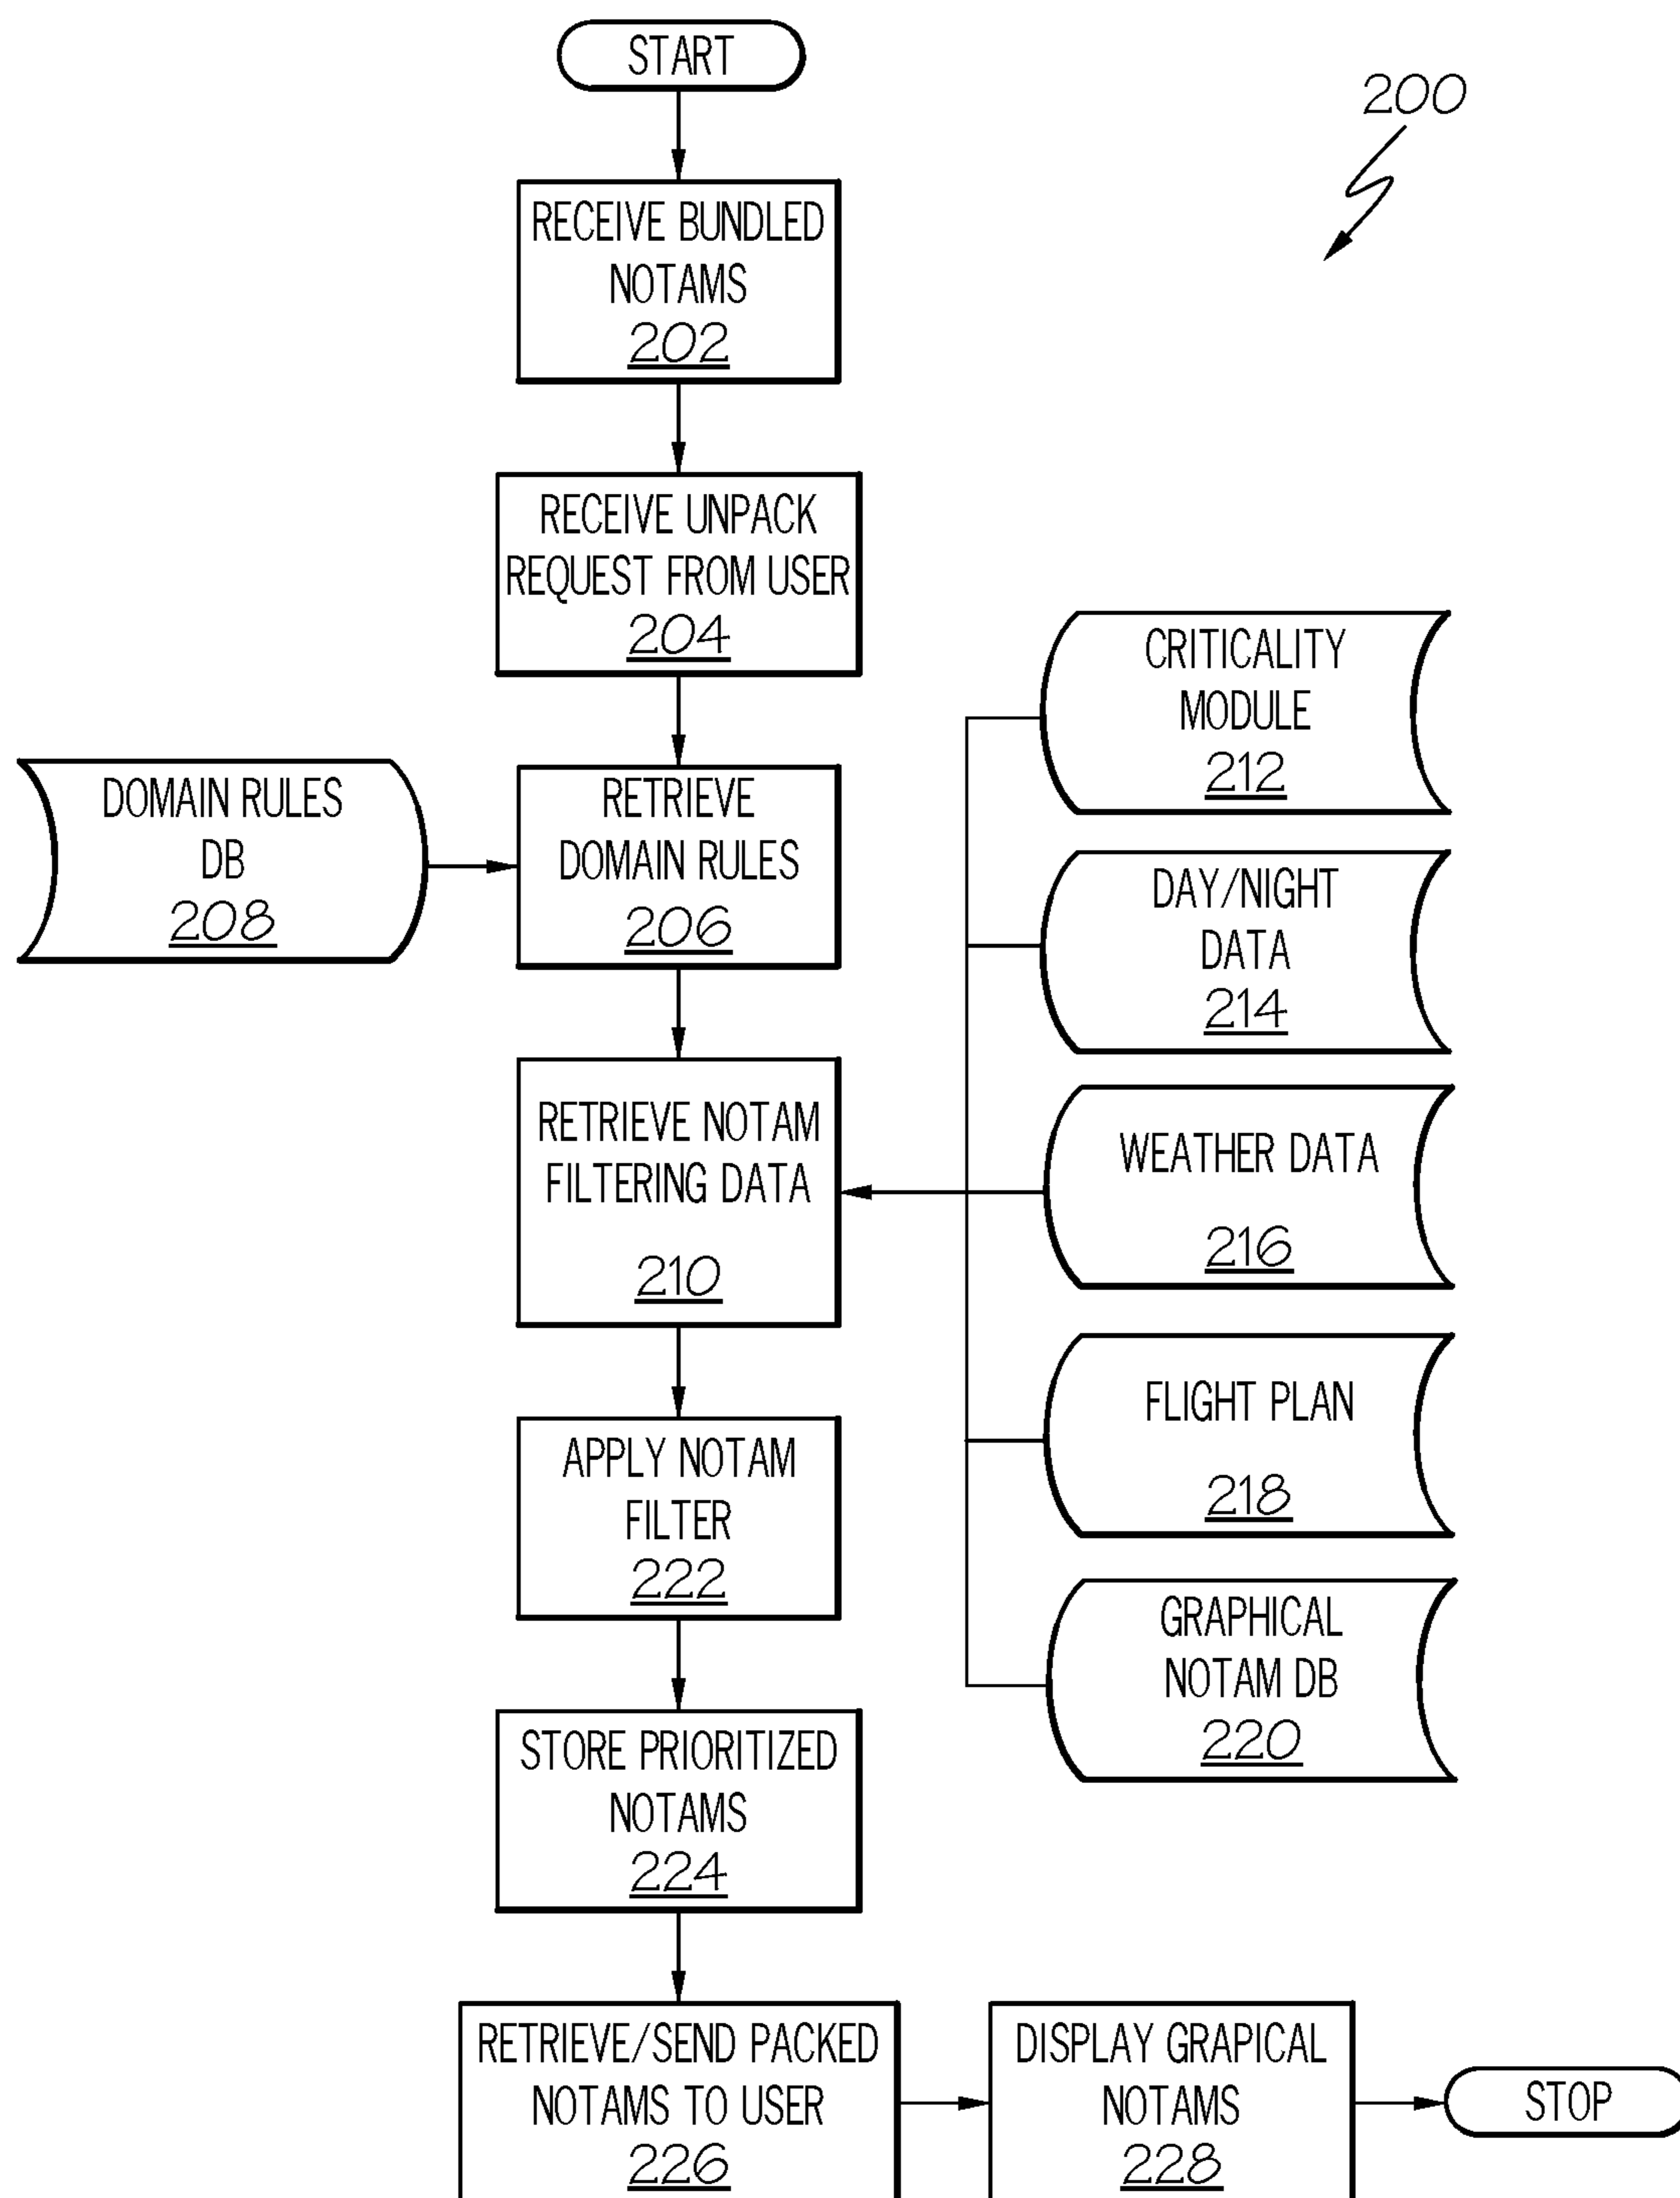 START
200
RECEIVE BUNDLED
NOTAMS
202
RECEIVE UNPACK
REQUEST FROM USER
204
DOMAIN RULES
DB
208
RETRIEVE
DOMAIN RULES
206
CRITICALITY
MODULE
212
DAY/NIGHT
DATA
214
RETRIEVE NOTAM
FILTERING DATA
210
WEATHER DATA
216
FLIGHT PLAN
218
GRAPHICAL
NOTAM DB
220
APPLY NOTAM
FILTER
222
STORE PRIORITIZED
NOTAMS
224
RETRIEVE/SEND PACKED
NOTAMS TO USER
226
DISPLAY GRAPICAL
NOTAMS
228
STOP